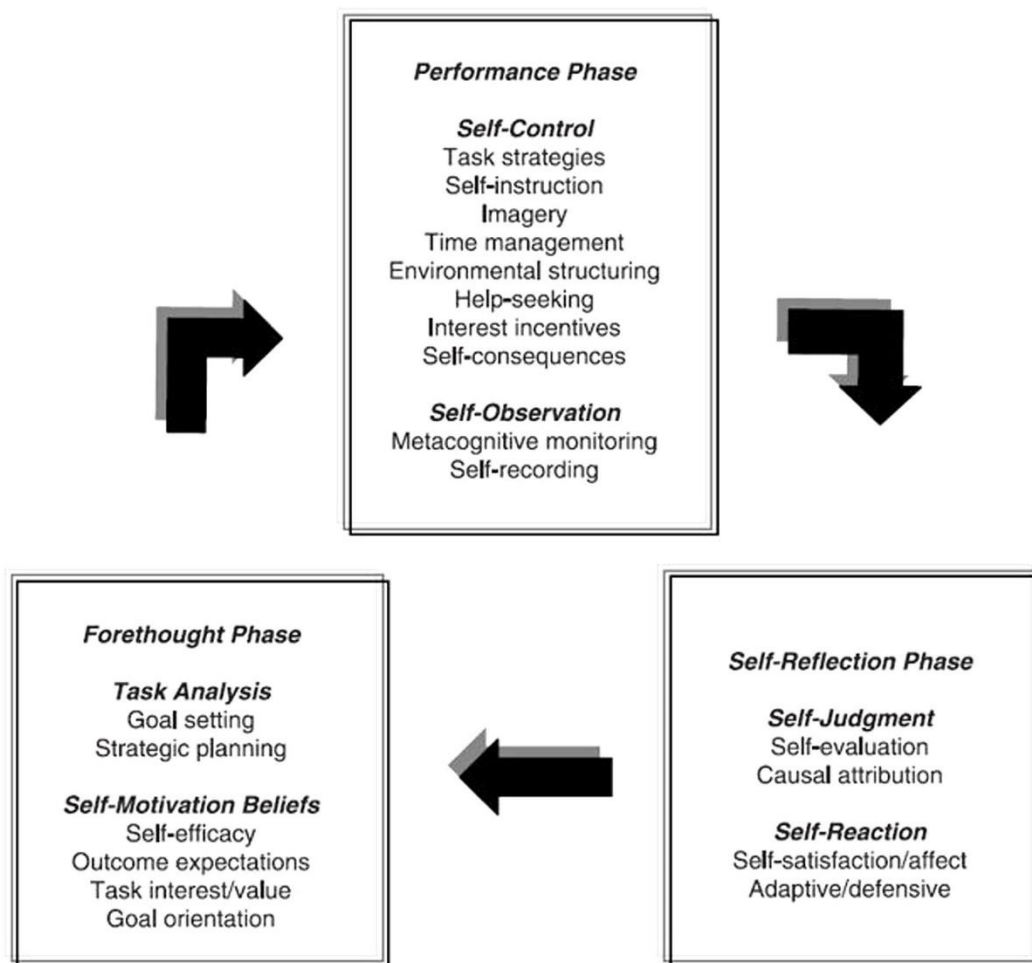 Performance Phase
Self-Control
Task strategies
Self-instruction
Imagery
Time management
Environmental structuring
Help-seeking
Interest incentives
Self-consequences
Self-Observation
Metacognitive monitoring
Self-recording
Forethought Phase
Task Analysis
Goal setting
Strategic planning
Self-Motivation Beliefs
Self-efficacy
Outcome expectations
Task interest/value
Goal orientation
Self-Reflection Phase
Self-Judgment
Self-evaluation
Causal attribution
Self-Reaction
Self-satisfaction/affect
Adaptive/defensive